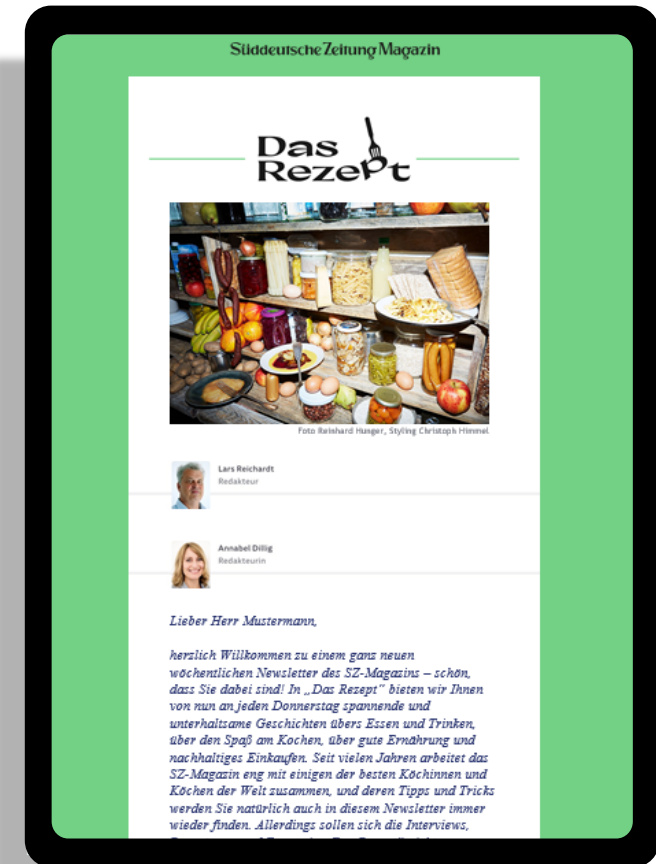 Süddeutsche Zeitung Magazin
Das
Rezept
Foto Reinhard Hunger, Styling Christoph Himmel
Lars Reichardt
Redakteur
Annabel Dillig
Redakteurin
Lieber Herr Mustermann,
herzlich Willkommen zu einem ganz neuen
wöchentlichen Newsletter des SZ-Magazins – schön,
dass Sie dabei sind! In „Das Rezept“ bieten wir Ihnen
von nun an jeden Donnerstag spannende und
unterhaltsame Geschichten übers Essen und Trinken,
über den Spaß am Kochen, über gute Ernährung und
nachhaltiges Einkaufen. Seit vielen Jahren arbeitet das
SZ-Magazin eng mit einigen der besten Köchinnen und
Köchen der Welt zusammen, und deren Tipps und Tricks
werden Sie natürlich auch in diesem Newsletter immer
wieder finden. Allerdings sollen sich die Interviews,